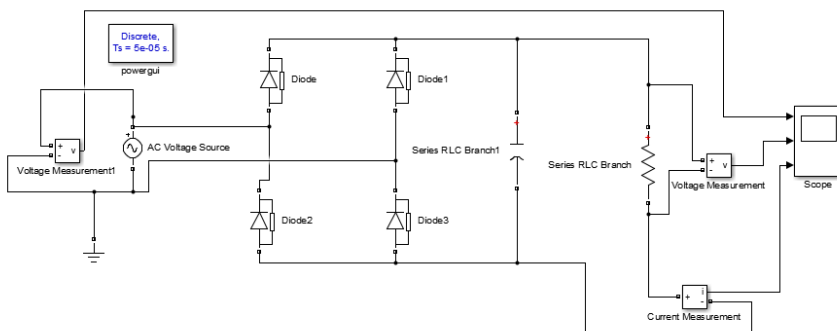 Discrete,
Ts = 5e-05 s.
powergui
Diode
Diode1
+
-
v
Voltage Measurement1
+
AC Voltage Source
Series RLC Branch1
+
Series RLC Branch
+
+
-
v
Voltage Measurement
Scope
Diode2
Diode3
+
i
-
Current Measurement